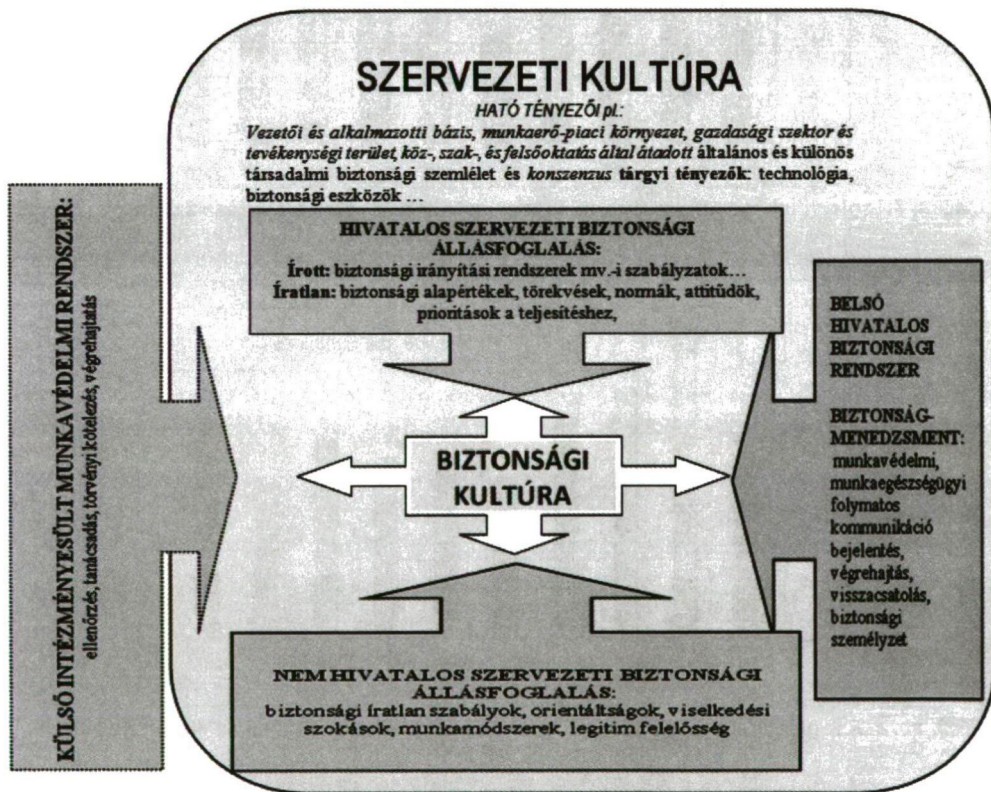 SZERVEZETI KULTÚRA
HATÓ TÉNYEZŐI pl.:
Vezetői és alkalmazotti bázis, munkaerő-piaci környezet, gazdasági szektor és
tevékenységi terület, köz-, szak-, és felsőoktatás által átadott általános és különös
társadalmi biztonsági szemlélet és konszenzus tárgyi tényezők: technológia,
biztonsági eszközök ...
KÜLSŐ INTÉZMÉNYESÜLT MUNKAVÉDELMI RENDSZER:
ellenőrzés, tanácsadás, törvényi kötelezés, végrehajtatás
HIVATALOS SZERVEZETI BIZTONSÁGI
ÁLLÁSFOGLALÁS:
Írott: biztonsági irányítási rendszerek mv.-i szabályzatok...
Íratlan: biztonsági alapértékek, törekvések, normák, attitűdök,
prioritások a teljesítéshez,
BIZTONSÁGI
KULTÚRA
BELSŐ
HIVATALOS
BIZTONSÁGI
RENDSZER
BIZTONSÁG-
MENEDZSMENT:
munkavédelmi,
munkaegészségügyi
folymatos
kommunikáció
bejelentés,
végrehajtás,
visszacsatolás,
biztonsági
személyzet
NEM HIVATALOS SZERVEZETI BIZTONSÁGI
ÁLLÁSFOGLALÁS:
biztonsági íratlan szabályok, orientáltságok, viselkedési
szokások, munkamódszerek, legitim felelősség